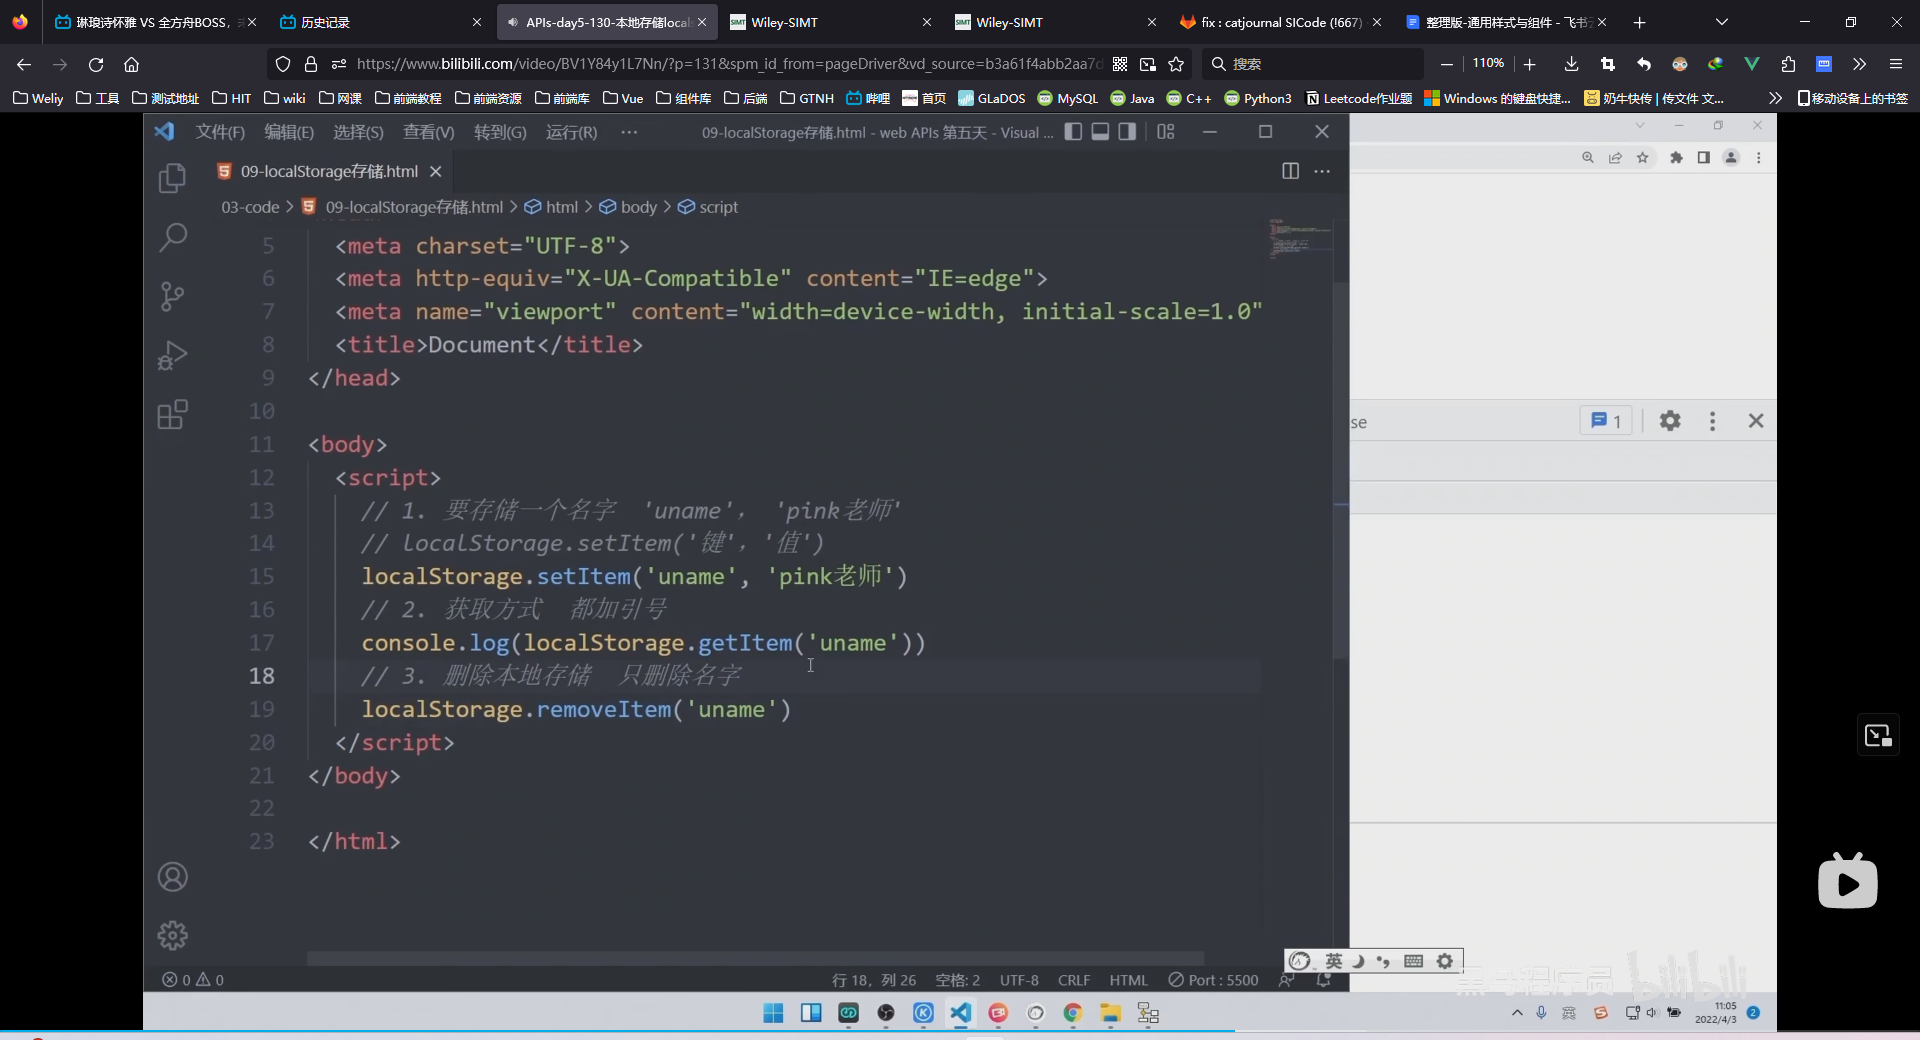 琳琅诗怀雅 VS 全方舟BOSS，
历史记录
APIs-day5-130-本地存储local
Wiley-SIMT
Wiley-SIMT
fix : catjournal SICode (!667)
整理版-通用样式与组件 - 飞书云
https://www.bilibili.com/video/BV1Y84y1L7Nn/?p=131&spm_id_from=pageDriver&vd_source=b3a61f4abb2aa7d
搜索
110%
Weliy 工具 测试地址 HIT wiki 网课 前端教程 前端资源 前端库 Vue 组件库 后端 GTNH 哔哩 首页 GLaDOS MySQL Java C++ Python3 Leetcode作业题 Windows 的键盘快捷... 奶牛快传 | 传文件 文... 移动设备上的书签
文件(F) 编辑(E) 选择(S) 查看(V) 转到(G) 运行(R) ··· 09-localStorage存储.html - web APIs 第五天 - Visual ...
09-localStorage存储.html
03-code > 09-localStorage存储.html > html > body > script
5 <meta charset="UTF-8">
6 <meta http-equiv="X-UA-Compatible" content="IE=edge">
7 <meta name="viewport" content="width=device-width, initial-scale=1.0"
8 <title>Document</title>
9 </head>
10
11 <body>
12 <script>
13 // 1. 要存储一个名字 'uname'， 'pink老师'
14 // localStorage.setItem('键'，'值')
15 localStorage.setItem('uname', 'pink老师')
16 // 2. 获取方式 都加引号
17 console.log(localStorage.getItem('uname'))
18 // 3. 删除本地存储 只删除名字
19 localStorage.removeItem('uname')
20 </script>
21 </body>
22
23 </html>
se
1
英
0 0
行 18，列 26 空格: 2 UTF-8 CRLF HTML Port : 5500
黑马程序员 bilibili
英
11:05
2022/4/3
2